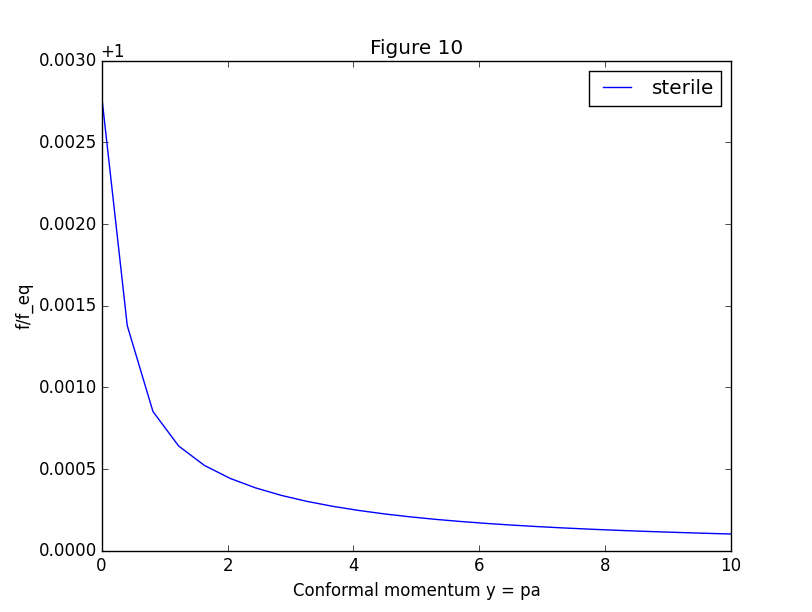 Figure 10
+1
sterile
0.0030
0.0025
0.0020
0.0015
0.0010
0.0005
0.0000
f/f_eq
0 2 4 6 8 10
Conformal momentum y = pa